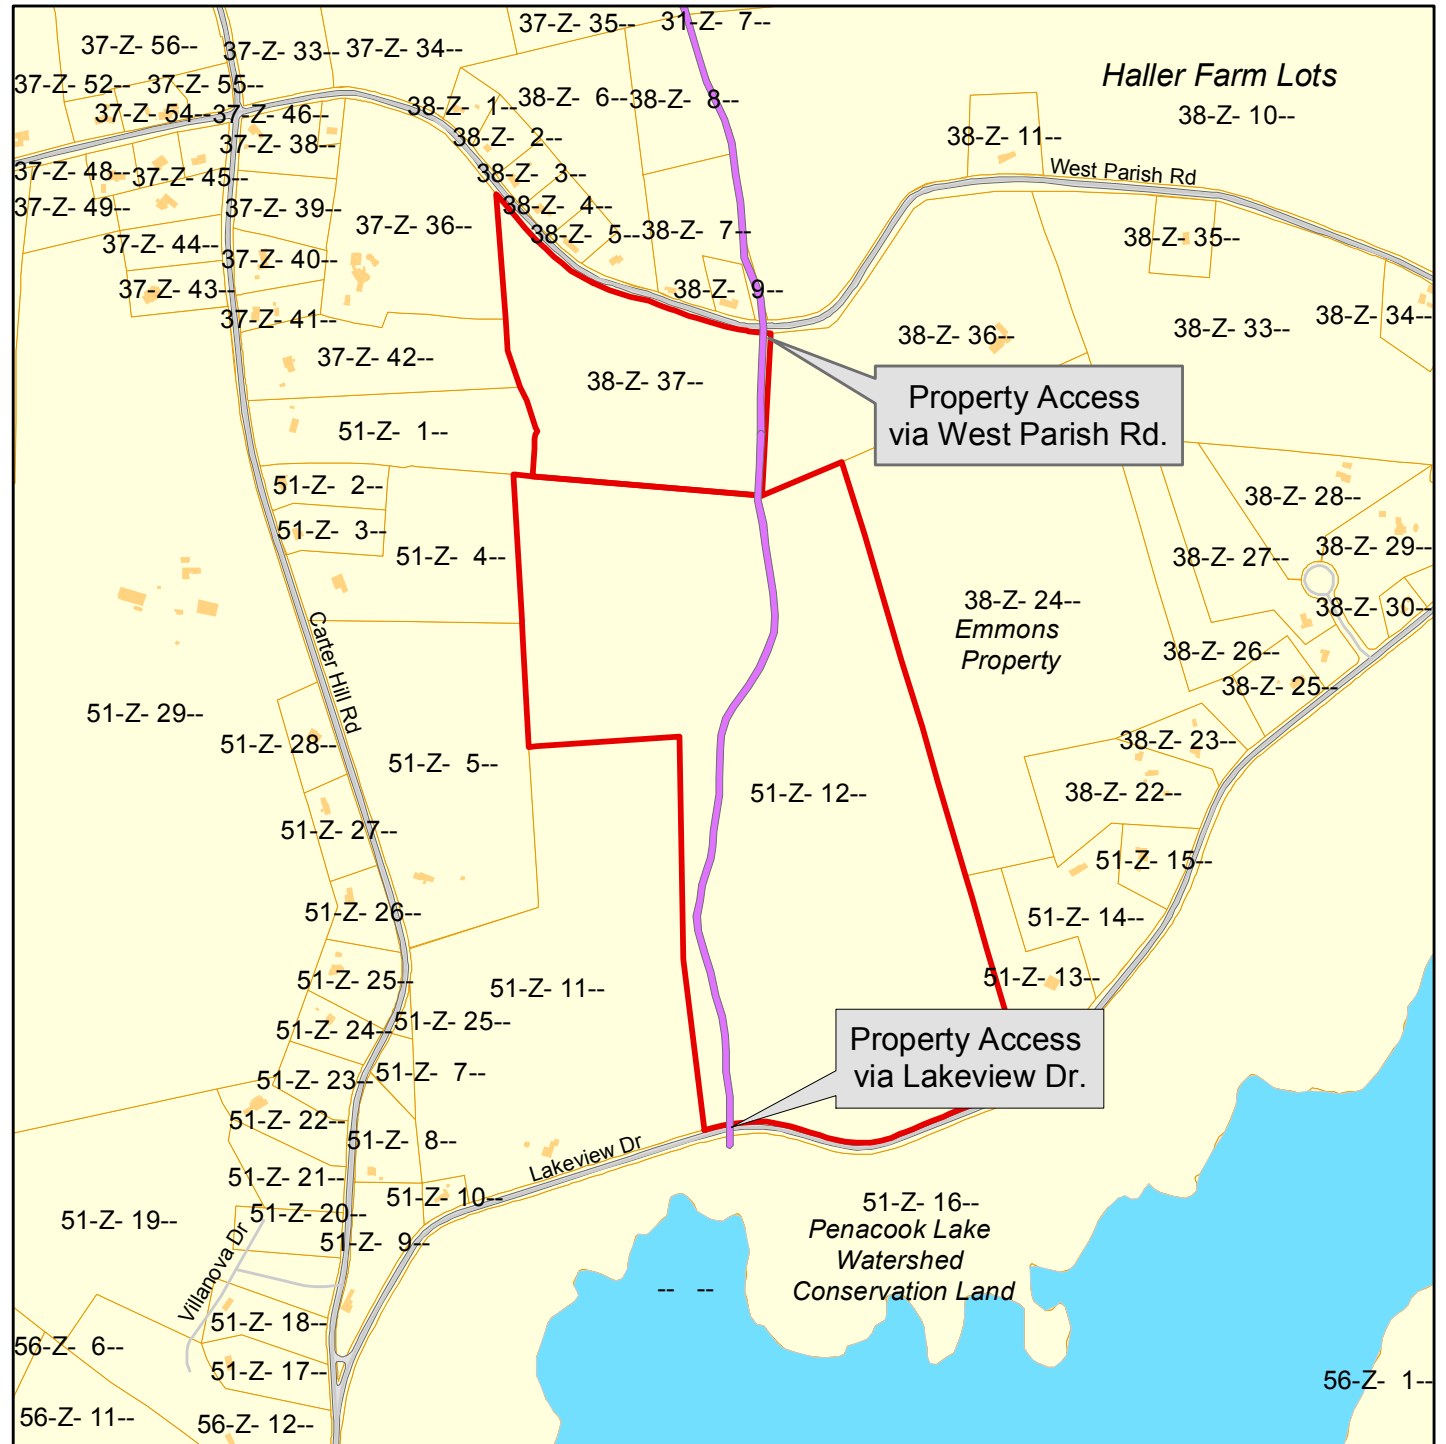 37-Z- 35--
31-Z- 7--
37-Z- 56--
37-Z- 33--
37-Z- 34--
Haller Farm Lots
37-Z- 52--
37-Z- 55--
38-Z- 1--
38-Z- 6--
38-Z- 8--
38-Z- 10--
37-Z- 54--
37-Z- 46--
38-Z- 2--
38-Z- 11--
37-Z- 38--
West Parish Rd
37-Z- 48--
37-Z- 45--
38-Z- 3--
37-Z- 49--
37-Z- 39--
37-Z- 36--
38-Z- 4--
38-Z- 5--
38-Z- 7--
38-Z- 35--
37-Z- 44--
37-Z- 40--
37-Z- 43--
38-Z- 9--
37-Z- 41--
38-Z- 36--
38-Z- 33--
38-Z- 34--
37-Z- 42--
38-Z- 37--
Property Access
via West Parish Rd.
51-Z- 1--
51-Z- 2--
38-Z- 28--
51-Z- 3--
51-Z- 4--
38-Z- 27--
38-Z- 29--
38-Z- 24--
Emmons
Property
38-Z- 30--
Carter Hill Rd
38-Z- 26--
38-Z- 25--
51-Z- 29--
51-Z- 28--
38-Z- 23--
51-Z- 5--
51-Z- 12--
38-Z- 22--
51-Z- 27--
51-Z- 15--
51-Z- 26--
51-Z- 14--
51-Z- 25--
51-Z- 11--
51-Z- 13--
51-Z- 24--
51-Z- 25--
Property Access
via Lakeview Dr.
51-Z- 23--
51-Z- 7--
51-Z- 22--
51-Z- 8--
Lakeview Dr
51-Z- 21--
51-Z- 10--
51-Z- 16--
Penacook Lake
Watershed
Conservation Land
51-Z- 19--
51-Z- 20--
51-Z- 9--
Villanova Dr
-- --
51-Z- 18--
56-Z- 6--
51-Z- 17--
56-Z- 1--
56-Z- 11--
56-Z- 12--